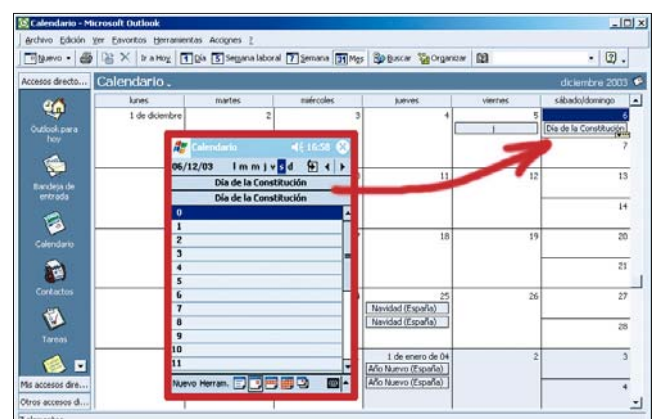 Calendario - Microsoft Outlook
Archivo Edición Ver Favoritos Herramientas Acciones ?
Nuevo Ir a Hoy 1 Día 5 Semana laboral 7 Semana 31 Mes Buscar Organizar
Accesos directo... Calendario diciembre 2003
lunes martes miércoles jueves viernes sábado/domingo
1 de diciembre 2 3 4 5 6
Día de la Constitución
7
Outlook para hoy
Bandeja de entrada
Calendario
Contactos
Tareas
Mis accesos dire...
Otros accesos d...
Calendario 16:58
06/12/03 l m m j v s d
Día de la Constitución
Día de la Constitución
0
1
2
3
4
5
6
7
8
9
10
11
Nuevo Herram.
11 12 13
14
18 19 20
21
25 26 27
Navidad (España)
Navidad (España)
28
1 de enero de 04 2 3
Año Nuevo (España)
Año Nuevo (España)
4